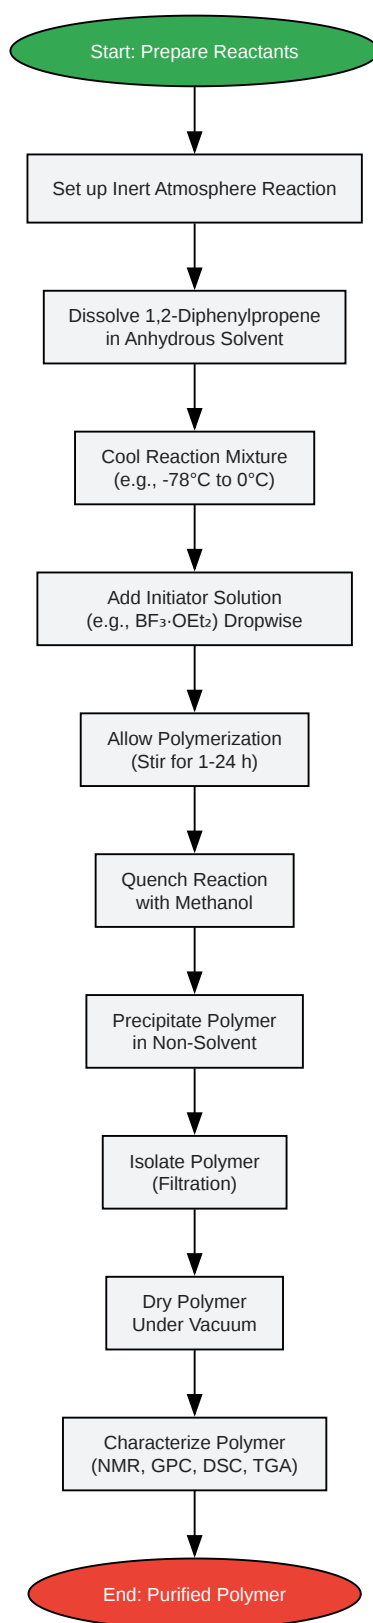 Start: Prepare Reactants
Set up Inert Atmosphere Reaction
Dissolve 1,2-Diphenylpropene
in Anhydrous Solvent
Cool Reaction Mixture
(e.g., -78°C to 0°C)
Add Initiator Solution
(e.g., BF₃·OEt₂) Dropwise
Allow Polymerization
(Stir for 1-24 h)
Quench Reaction
with Methanol
Precipitate Polymer
in Non-Solvent
Isolate Polymer
(Filtration)
Dry Polymer
Under Vacuum
Characterize Polymer
(NMR, GPC, DSC, TGA)
End: Purified Polymer